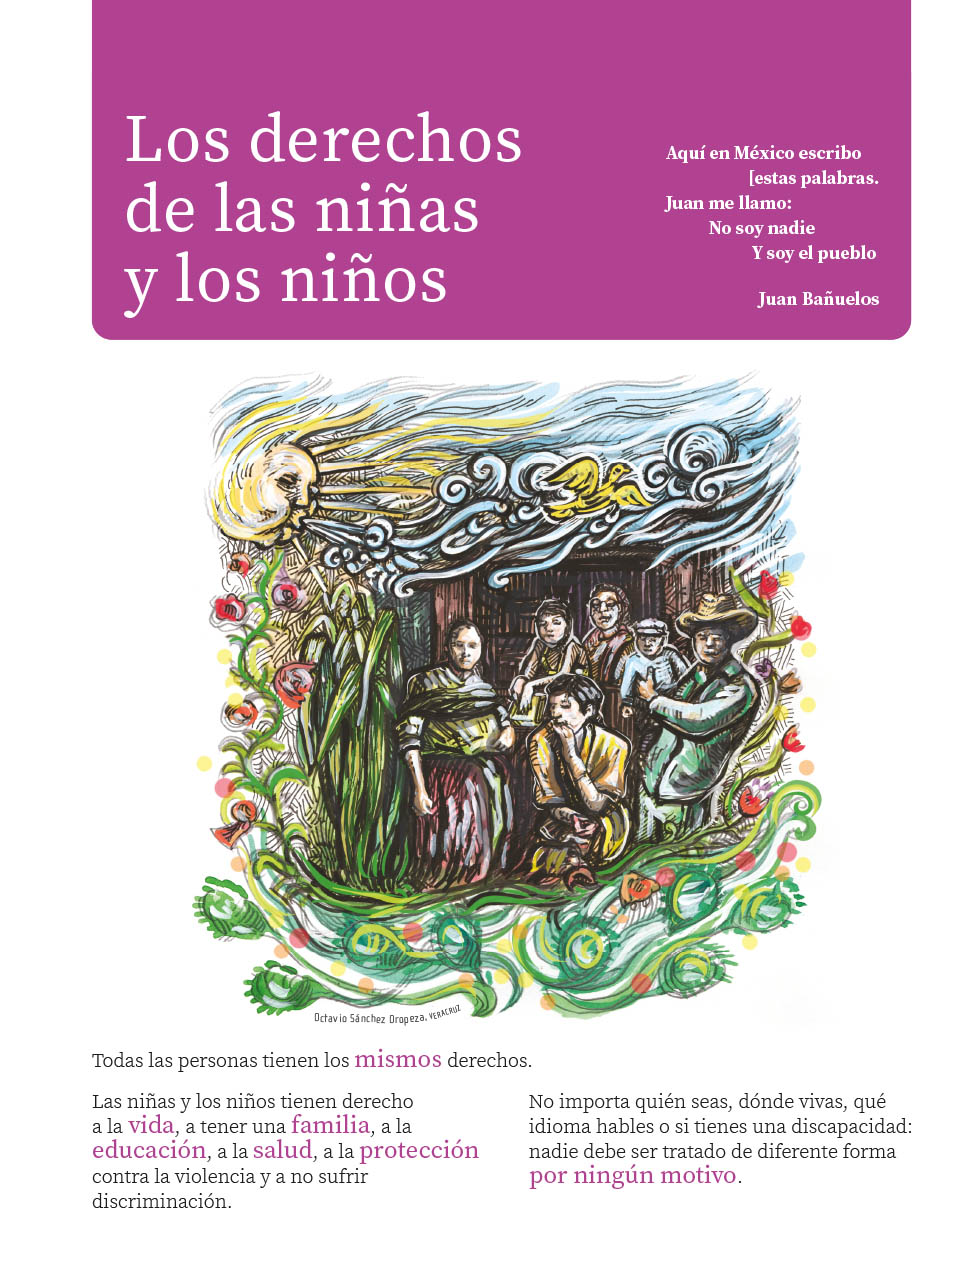 Los derechos
de las niñas
y los niños
Aquí en México escribo
[estas palabras.
Juan me llamo:
No soy nadie
Y soy el pueblo
Juan Bañuelos
Octavio Sánchez Oropeza, VERACRUZ
Todas las personas tienen los mismos derechos.
Las niñas y los niños tienen derecho
a la vida, a tener una familia, a la
educación, a la salud, a la protección
contra la violencia y a no sufrir
discriminación.
No importa quién seas, dónde vivas, qué
idioma hables o si tienes una discapacidad:
nadie debe ser tratado de diferente forma
por ningún motivo.